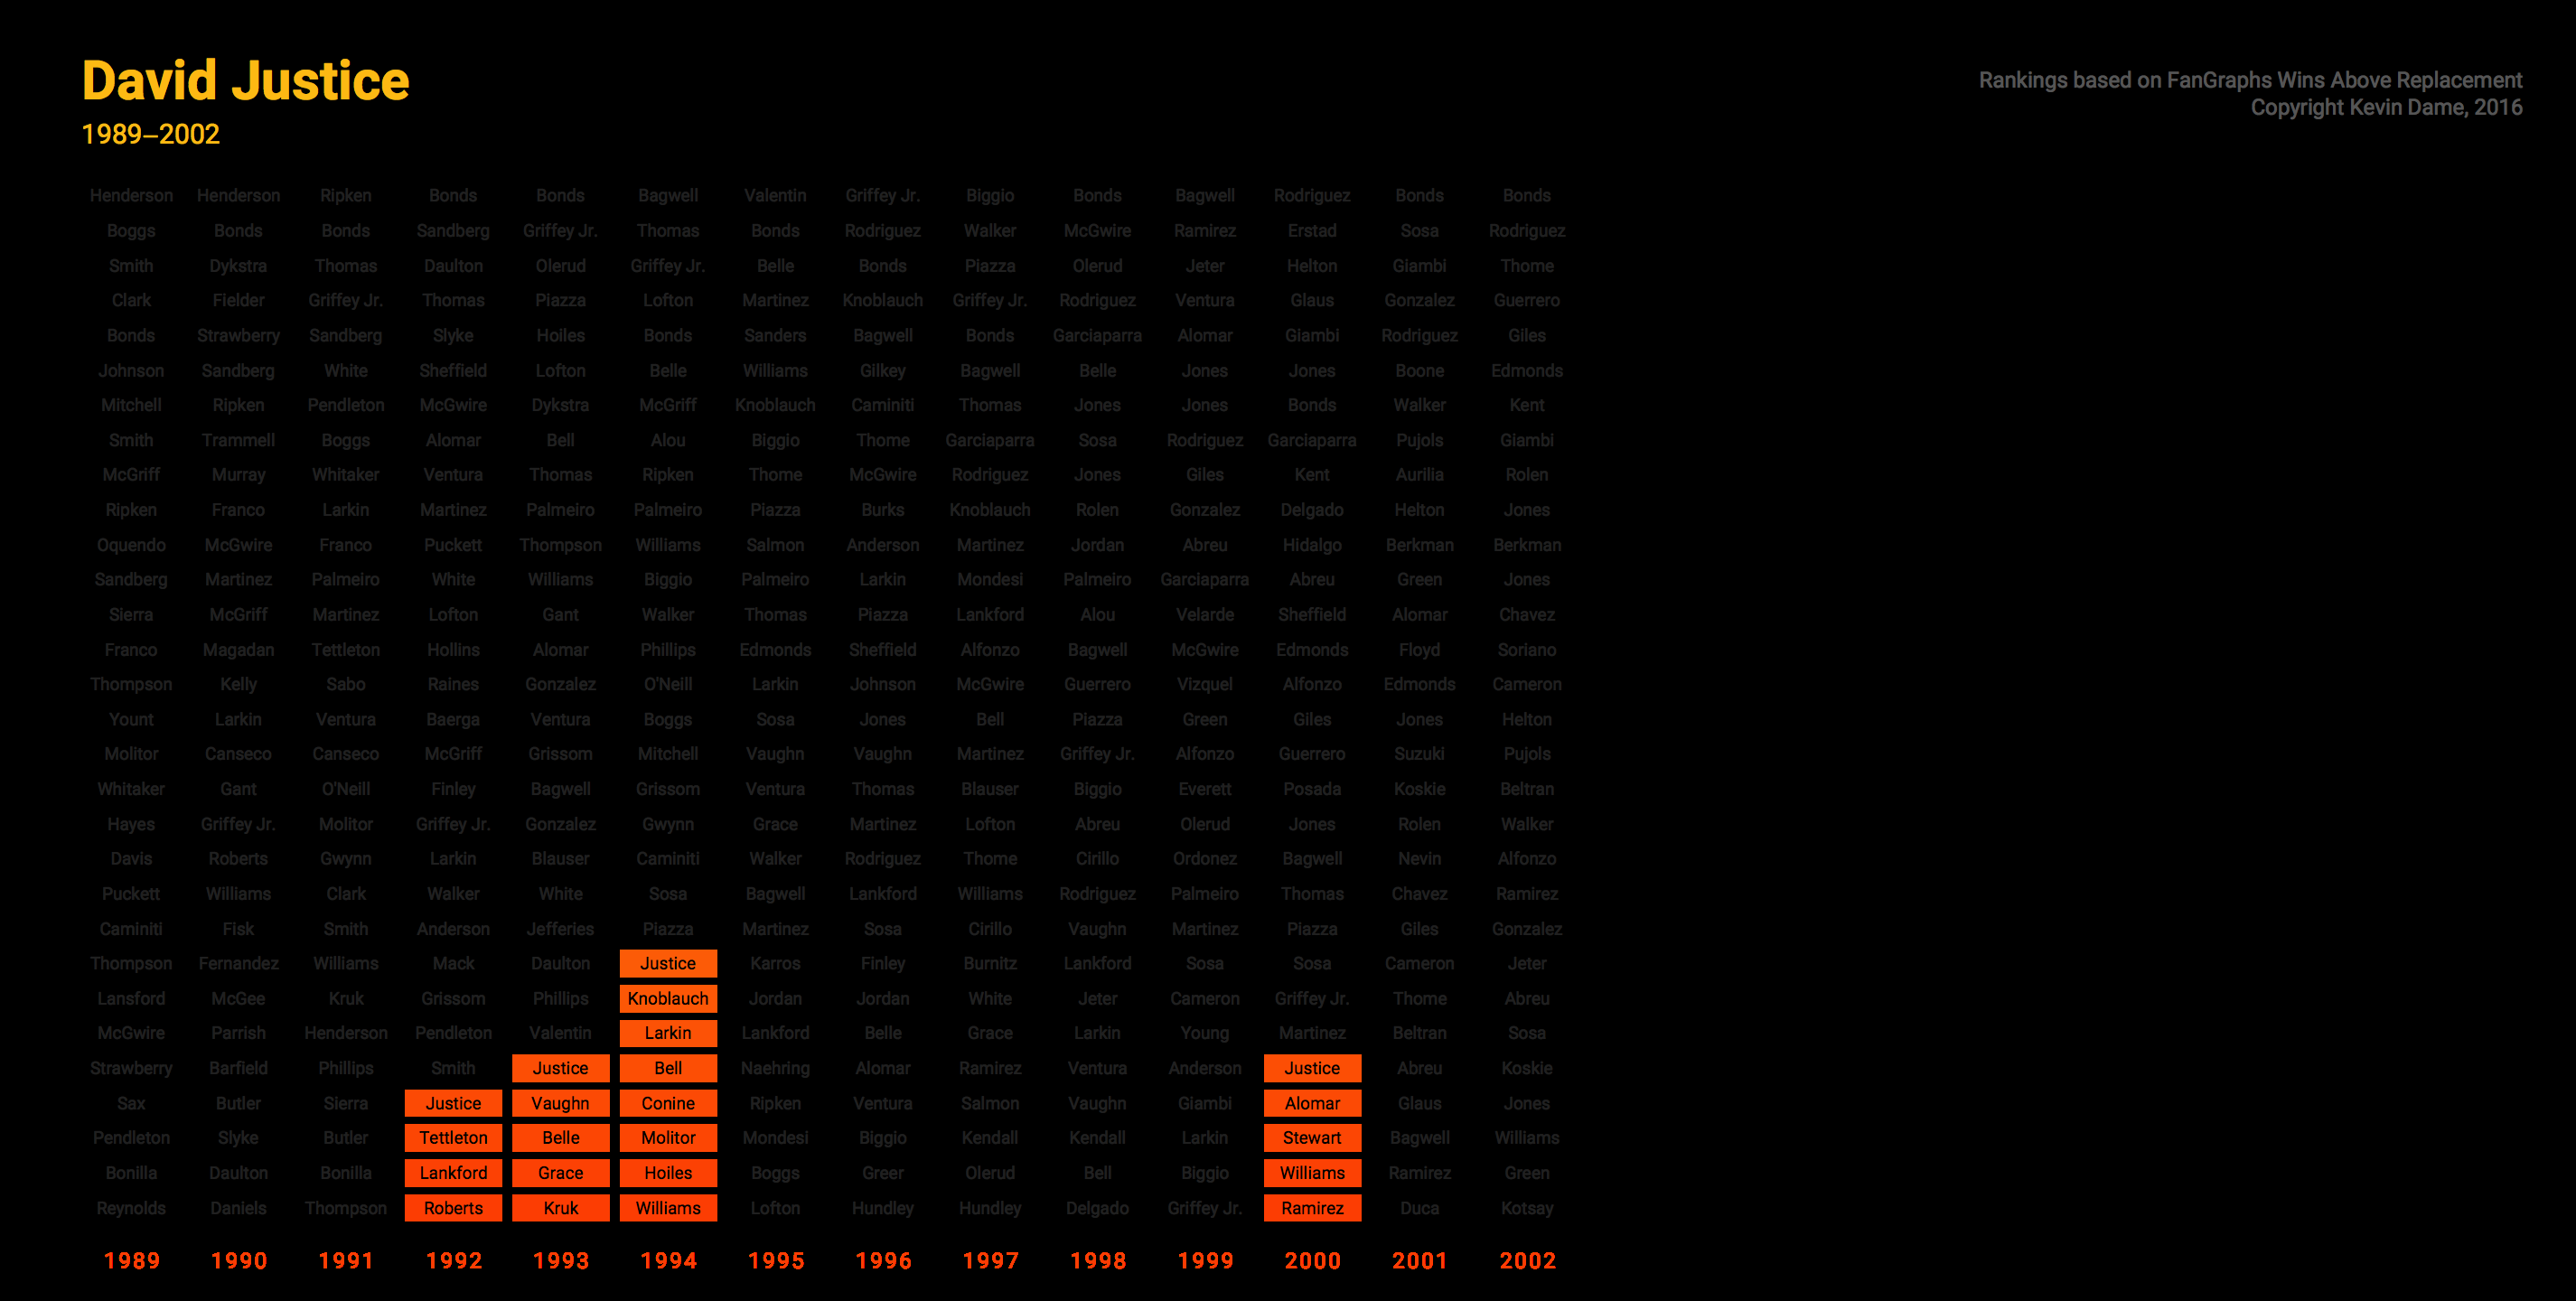 David Justice
1989–2002
Rankings based on FanGraphs Wins Above Replacement
Copyright Kevin Dame, 2016
Henderson Henderson Ripken Bonds Bonds Bagwell Valentin Griffey Jr. Biggio Bonds Bagwell Rodriguez Bonds Bonds
Boggs Bonds Bonds Sandberg Griffey Jr. Thomas Bonds Rodriguez Walker McGwire Ramirez Erstad Sosa Rodriguez
Smith Dykstra Thomas Daulton Olerud Griffey Jr. Belle Bonds Piazza Olerud Jeter Helton Giambi Thome
Clark Fielder Griffey Jr. Thomas Piazza Lofton Martinez Knoblauch Griffey Jr. Rodriguez Ventura Glaus Gonzalez Guerrero
Bonds Strawberry Sandberg Slyke Hoiles Bonds Sanders Bagwell Bonds Garciaparra Alomar Giambi Rodriguez Giles
Johnson Sandberg White Sheffield Lofton Belle Williams Gilkey Bagwell Belle Jones Jones Boone Edmonds
Mitchell Ripken Pendleton McGwire Dykstra McGriff Knoblauch Caminiti Thomas Jones Jones Bonds Walker Kent
Smith Trammell Boggs Alomar Bell Alou Biggio Thome Garciaparra Sosa Rodriguez Garciaparra Pujols Giambi
McGriff Murray Whitaker Ventura Thomas Ripken Thome McGwire Rodriguez Jones Giles Kent Aurilia Rolen
Ripken Franco Larkin Martinez Palmeiro Palmeiro Piazza Burks Knoblauch Rolen Gonzalez Delgado Helton Jones
Oquendo McGwire Franco Puckett Thompson Williams Salmon Anderson Martinez Jordan Abreu Hidalgo Berkman Berkman
Sandberg Martinez Palmeiro White Williams Biggio Palmeiro Larkin Mondesi Palmeiro Garciaparra Abreu Green Jones
Sierra McGriff Martinez Lofton Gant Walker Thomas Piazza Lankford Alou Velarde Sheffield Alomar Chavez
Franco Magadan Tettleton Hollins Alomar Phillips Edmonds Sheffield Alfonzo Bagwell McGwire Edmonds Floyd Soriano
Thompson Kelly Sabo Raines Gonzalez O'Neill Larkin Johnson McGwire Guerrero Vizquel Alfonzo Edmonds Cameron
Yount Larkin Ventura Baerga Ventura Boggs Sosa Jones Bell Piazza Green Giles Jones Helton
Molitor Canseco Canseco McGriff Grissom Mitchell Vaughn Vaughn Martinez Griffey Jr. Alfonzo Guerrero Suzuki Pujols
Whitaker Gant O'Neill Finley Bagwell Grissom Ventura Thomas Blauser Biggio Everett Posada Koskie Beltran
Hayes Griffey Jr. Molitor Griffey Jr. Gonzalez Gwynn Grace Martinez Lofton Abreu Olerud Jones Rolen Walker
Davis Roberts Gwynn Larkin Blauser Caminiti Walker Rodriguez Thome Cirillo Ordonez Bagwell Nevin Alfonzo
Puckett Williams Clark Walker White Sosa Bagwell Lankford Williams Rodriguez Palmeiro Thomas Chavez Ramirez
Caminiti Fisk Smith Anderson Jefferies Piazza Martinez Sosa Cirillo Vaughn Martinez Piazza Giles Gonzalez
Thompson Fernandez Williams Mack Daulton Justice Karros Finley Burnitz Lankford Sosa Sosa Cameron Jeter
Lansford McGee Kruk Grissom Phillips Knoblauch Jordan Jordan White Jeter Cameron Griffey Jr. Thome Abreu
McGwire Parrish Henderson Pendleton Valentin Larkin Lankford Belle Grace Larkin Young Martinez Beltran Sosa
Strawberry Barfield Phillips Smith Justice Bell Naehring Alomar Ramirez Ventura Anderson Justice Abreu Koskie
Sax Butler Sierra Justice Vaughn Conine Ripken Ventura Salmon Vaughn Giambi Alomar Glaus Jones
Pendleton Slyke Butler Tettleton Belle Molitor Mondesi Biggio Kendall Kendall Larkin Stewart Bagwell Williams
Bonilla Daulton Bonilla Lankford Grace Hoiles Boggs Greer Olerud Bell Biggio Williams Ramirez Green
Reynolds Daniels Thompson Roberts Kruk Williams Lofton Hundley Hundley Delgado Griffey Jr. Ramirez Duca Kotsay
1989 1990 1991 1992 1993 1994 1995 1996 1997 1998 1999 2000 2001 2002